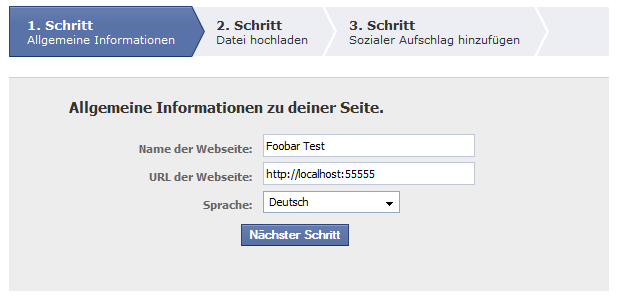 1. Schritt
Allgemeine Informationen
2. Schritt
Datei hochladen
3. Schritt
Sozialer Aufschlag hinzufügen
Allgemeine Informationen zu deiner Seite.
Name der Webseite: Foobar Test
URL der Webseite: http://localhost:55555
Sprache: Deutsch
Nächster Schritt